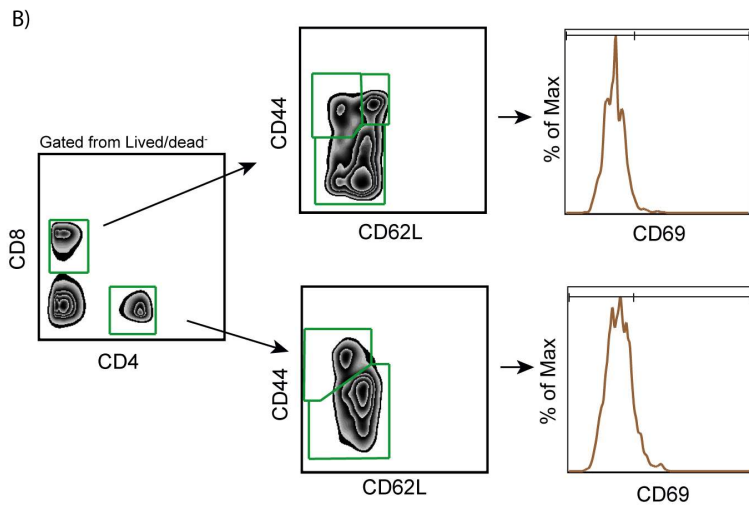 B)
Gated from Lived/dead-
CD8
CD4
CD44
CD62L
% of Max
CD69
CD44
CD62L
% of Max
CD69